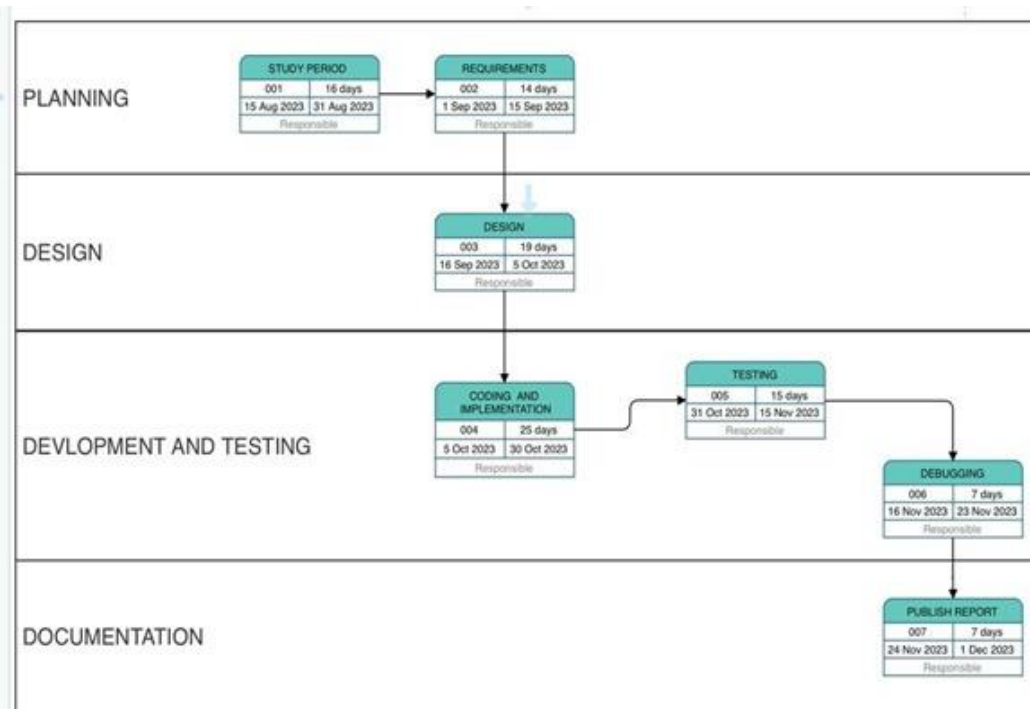 PLANNING
STUDY PERIOD
001 16 days
15 Aug 2023 31 Aug 2023
Responsible
REQUIREMENTS
002 14 days
1 Sep 2023 15 Sep 2023
Responsible
DESIGN
DESIGN
003 19 days
16 Sep 2023 5 Oct 2023
Responsible
DEVLOPMENT AND TESTING
CODING AND
IMPLEMENTATION
004 25 days
5 Oct 2023 30 Oct 2023
Responsible
TESTING
005 15 days
31 Oct 2023 15 Nov 2023
Responsible
DEBUGGING
006 7 days
16 Nov 2023 23 Nov 2023
Responsible
DOCUMENTATION
PUBLISH REPORT
007 7 days
24 Nov 2023 1 Dec 2023
Responsible